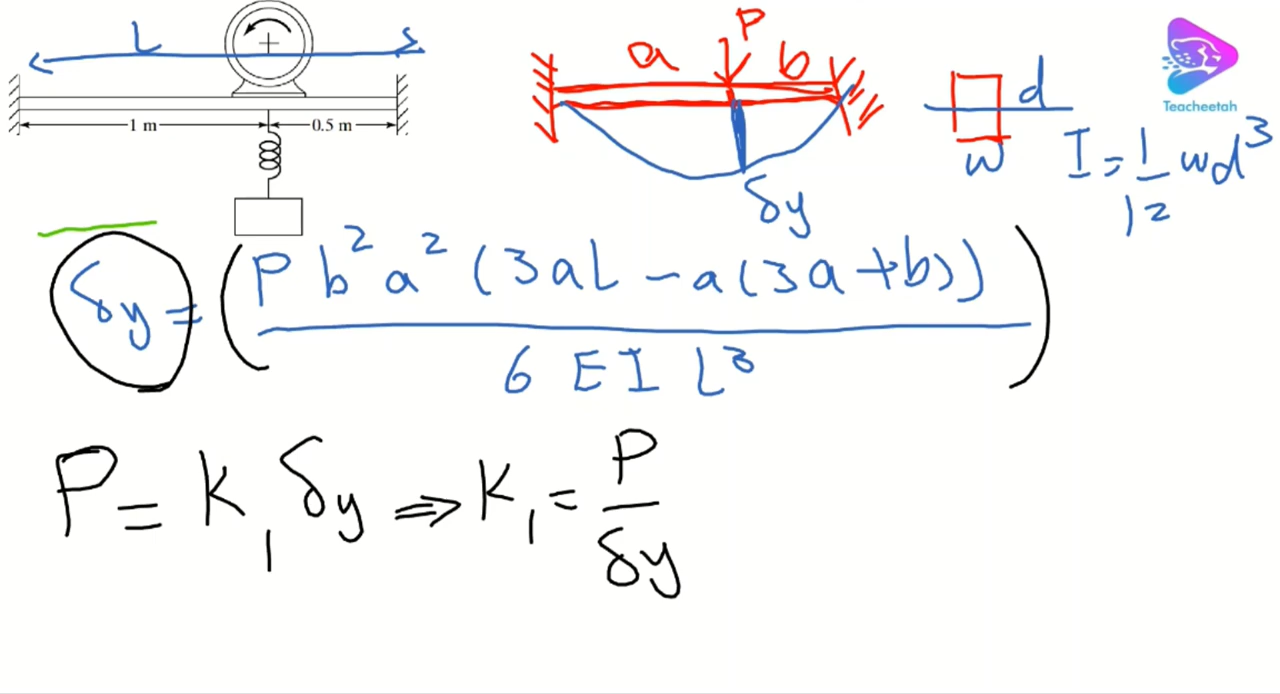 L
1 m
0.5 m
a
P
b
δy
d
w
I = 1/12 wd³
Teacheetah
δy = (P b² a² (3aL - a(3a+b)) / 6 E I L³)
P = K₁ δy ⇒ K₁ = P/δy